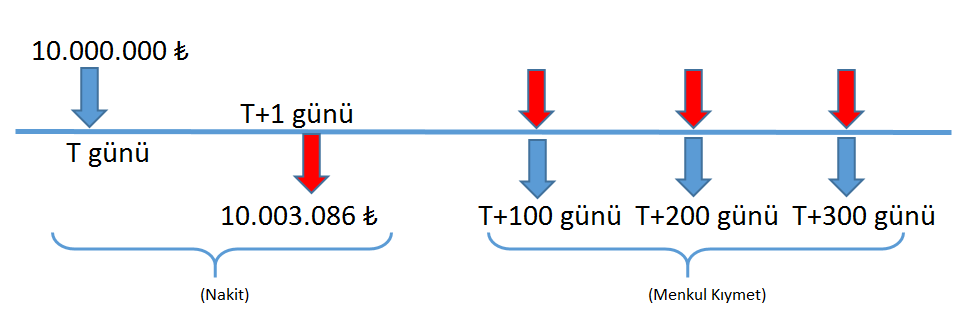 10.000.000 ₺
T+1 günü
T günü
10.003.086 ₺
T+100 günü
T+200 günü
T+300 günü
(Nakit)
(Menkul Kıymet)